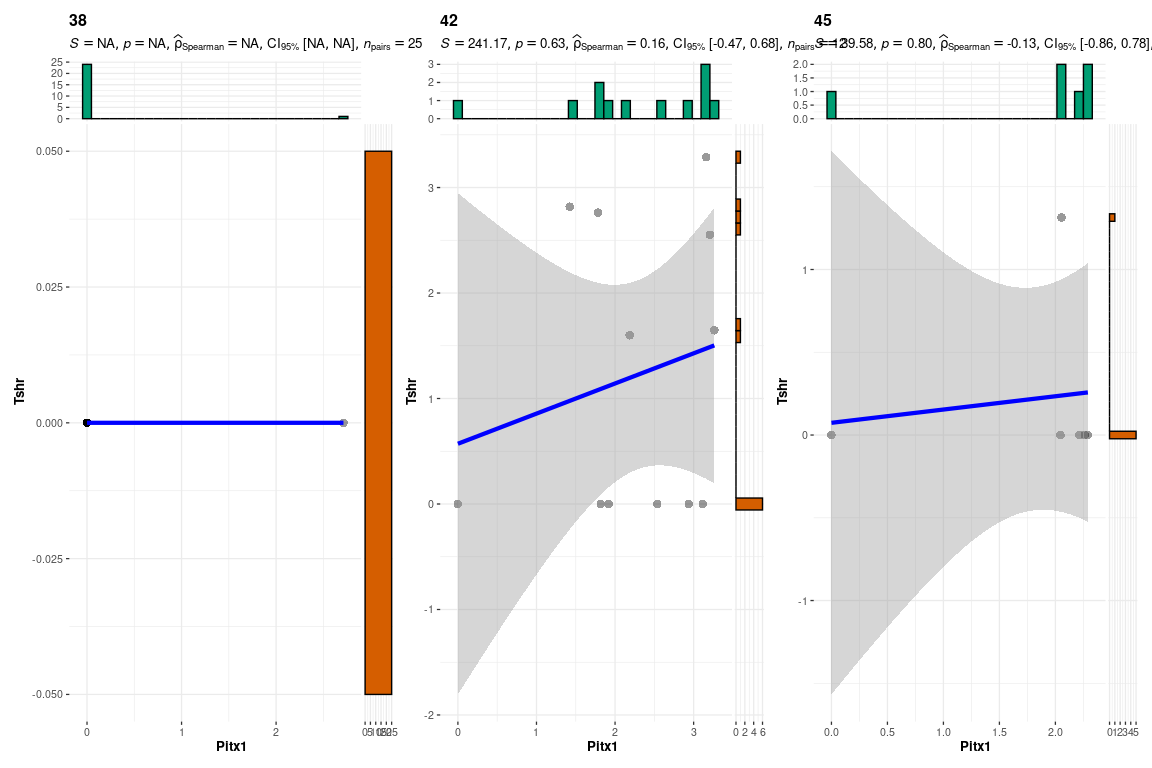 38
42
45
S = NA, p = NA, ρ̂Spearman = NA, CI95% [NA, NA], npairs = 25
S = 241.17, p = 0.63, ρ̂Spearman = 0.16, CI95% [-0.47, 0.68], npairs
39.58, p = 0.80, ρ̂Spearman = -0.13, CI95% [-0.86, 0.78],
25
20
15
10
5
0
3
2
1
0
2.0
1.5
1.0
0.5
0.0
0.050
0.025
0.000
-0.025
-0.050
Tshr
0 1 2
Pitx1
3
2
1
0
-1
-2
Tshr
0 1 2 3
0 2 4 6
Pitx1
1
0
-1
Tshr
0.0 0.5 1.0 1.5 2.0
012345
Pitx1